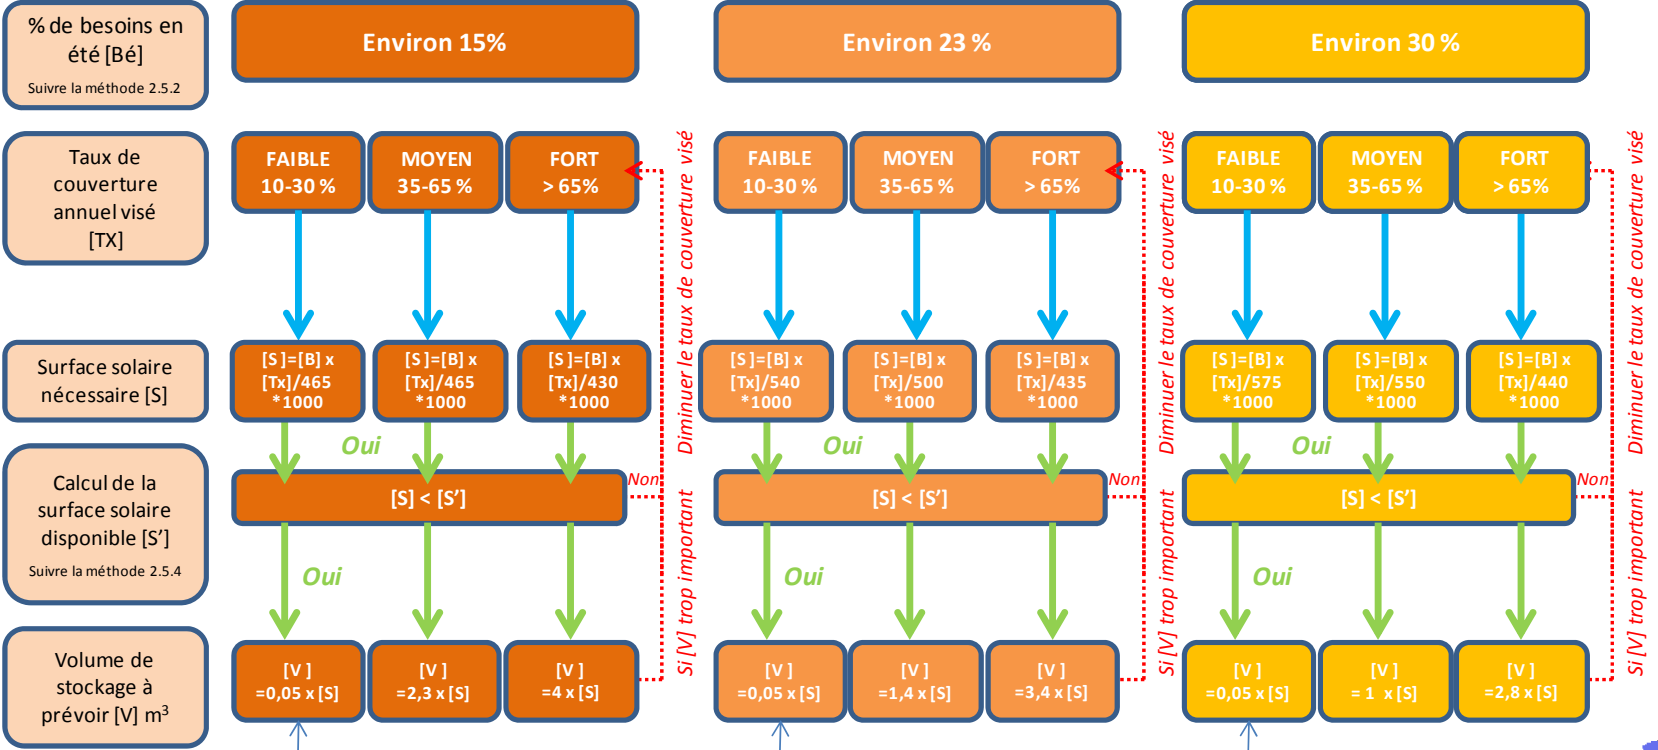 % de besoins en
été [Bé]
Suivre la méthode 2.5.2
Environ 15%
Environ 23 %
Environ 30 %
Taux de
couverture
annuel visé
[TX]
FAIBLE
10-30 %
MOYEN
35-65 %
FORT
> 65%
FAIBLE
10-30 %
MOYEN
35-65 %
FORT
> 65%
FAIBLE
10-30 %
MOYEN
35-65 %
FORT
> 65%
Diminuer le taux de couverture visé
Diminuer le taux de couverture visé
Diminuer le taux de couverture visé
Surface solaire
nécessaire [S]
[S ]=[B] x
[Tx]/465
*1000
[S ]=[B] x
[Tx]/465
*1000
[S ]=[B] x
[Tx]/430
*1000
[S ]=[B] x
[Tx]/540
*1000
[S ]=[B] x
[Tx]/500
*1000
[S ]=[B] x
[Tx]/435
*1000
[S ]=[B] x
[Tx]/575
*1000
[S ]=[B] x
[Tx]/550
*1000
[S ]=[B] x
[Tx]/440
*1000
Oui
Oui
Oui
Calcul de la
surface solaire
disponible [S’]
Suivre la méthode 2.5.4
[S] < [S’]
Non
[S] < [S’]
Non
[S] < [S’]
Non
Oui
Oui
Oui
Si [V] trop important
Si [V] trop important
Si [V] trop important
Volume de
stockage à
prévoir [V] m³
[V ]
=0,05 x [S]
[V ]
=2,3 x [S]
[V ]
=4 x [S]
[V ]
=0,05 x [S]
[V ]
=1,4 x [S]
[V ]
=3,4 x [S]
[V ]
=0,05 x [S]
[V ]
= 1 x [S]
[V ]
=2,8 x [S]